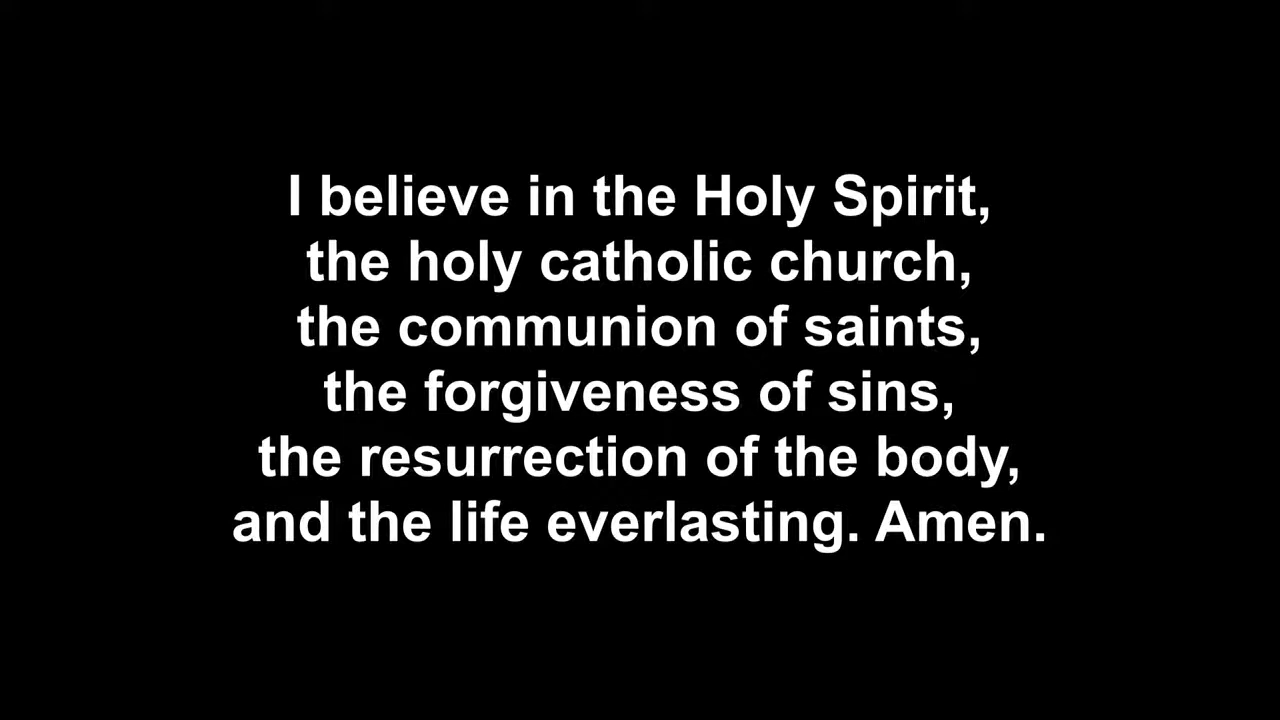 I believe in the Holy Spirit,
the holy catholic church,
the communion of saints,
the forgiveness of sins,
the resurrection of the body,
and the life everlasting. Amen.